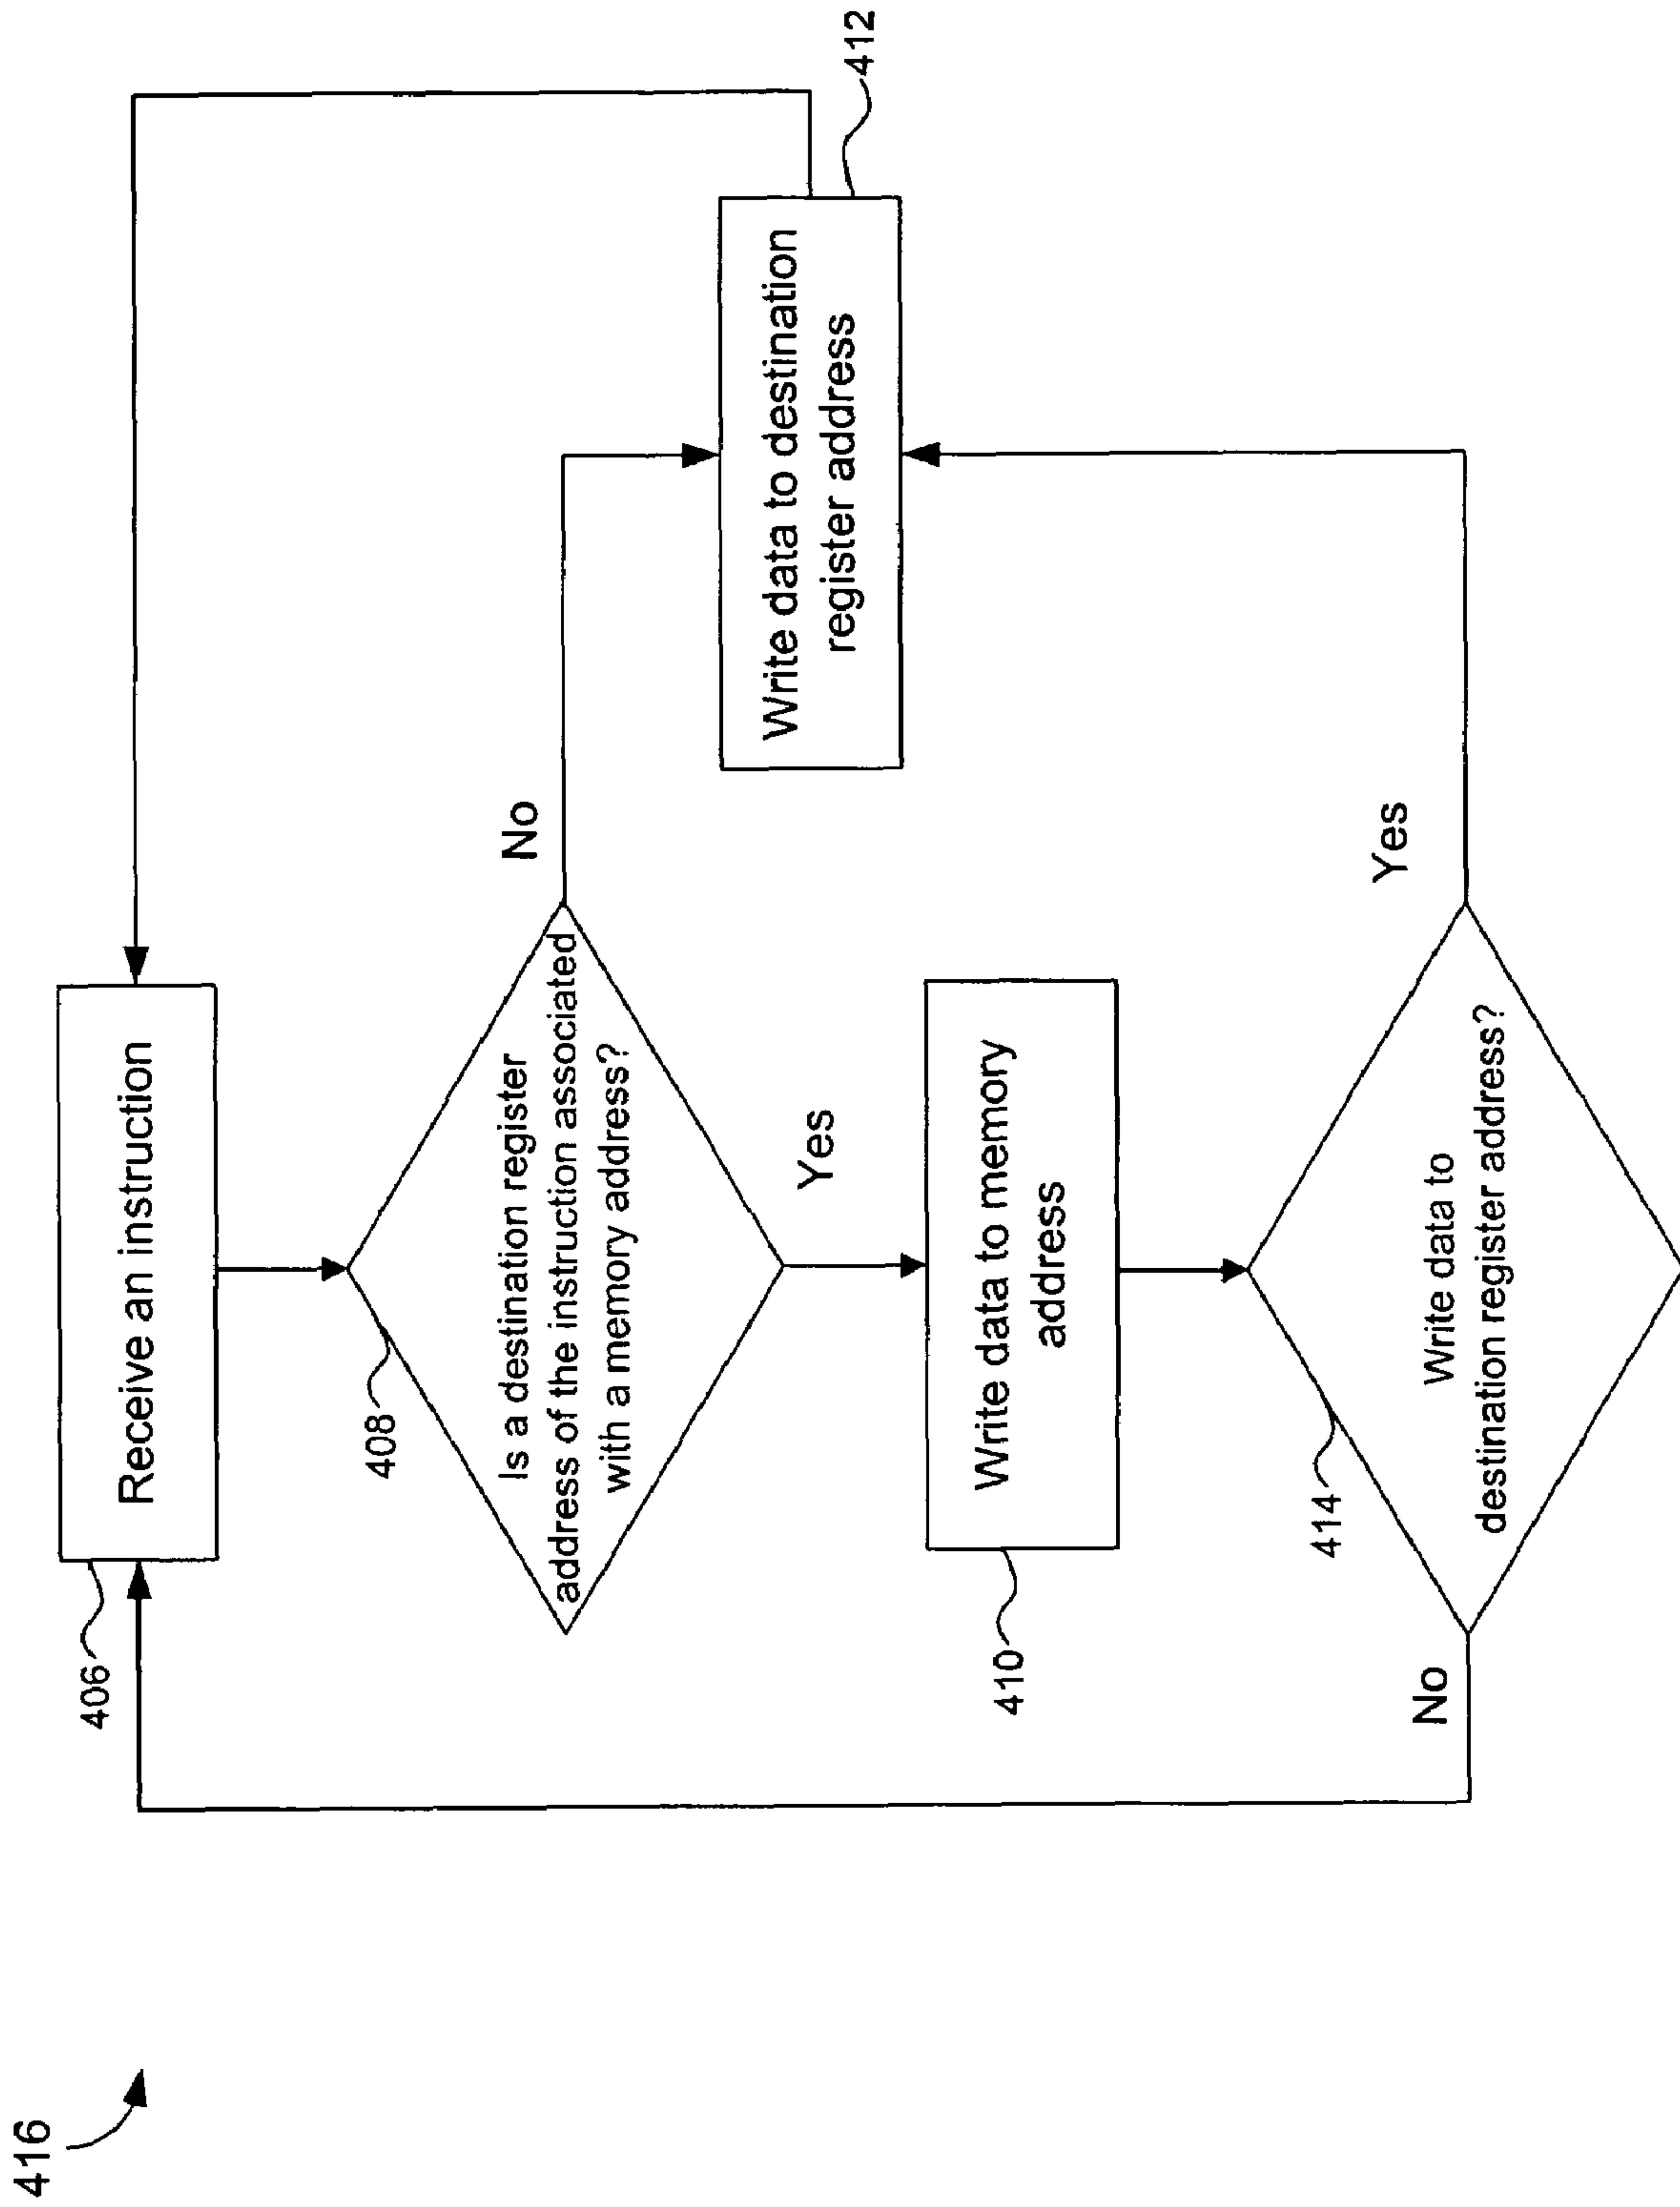 416
406
Receive an instruction
408
Is a destination register
address of the instruction associated
with a memory address?
No
Yes
Write data to destination
register address
412
410
Write data to memory
address
414
Write data to
destination register address?
No
Yes